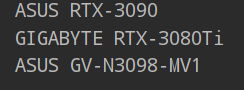 ASUS RTX-3090
GIGABYTE RTX-3080Ti
ASUS GV-N3098-MV1